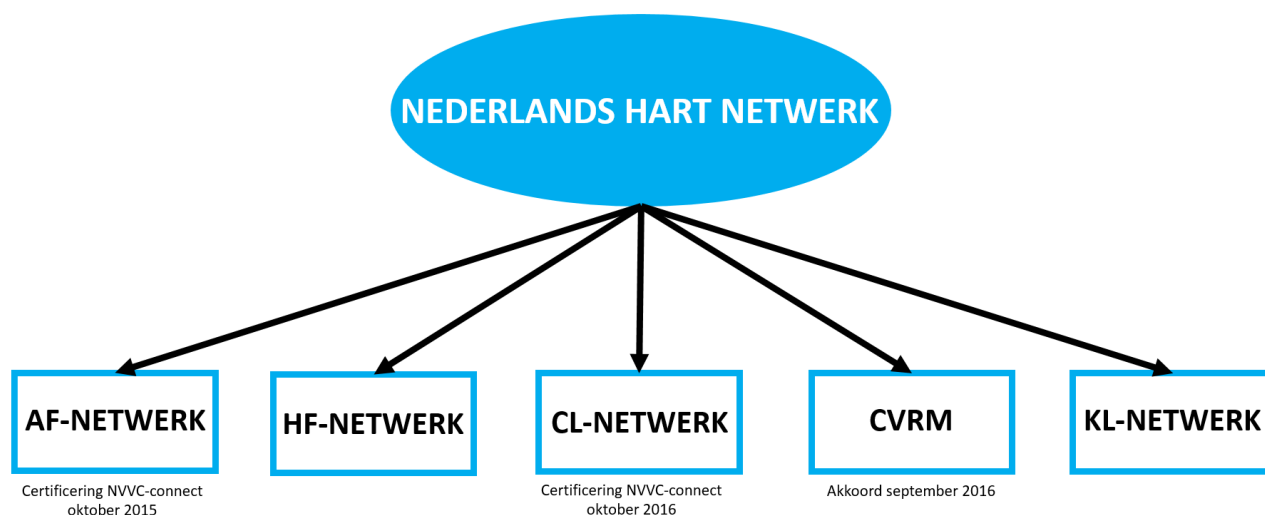 NEDERLANDS HART NETWERK
AF-NETWERK
HF-NETWERK
CL-NETWERK
CVRM
KL-NETWERK
Certificering NVVC-connect
oktober 2015
Certificering NVVC-connect
oktober 2016
Akkoord september 2016